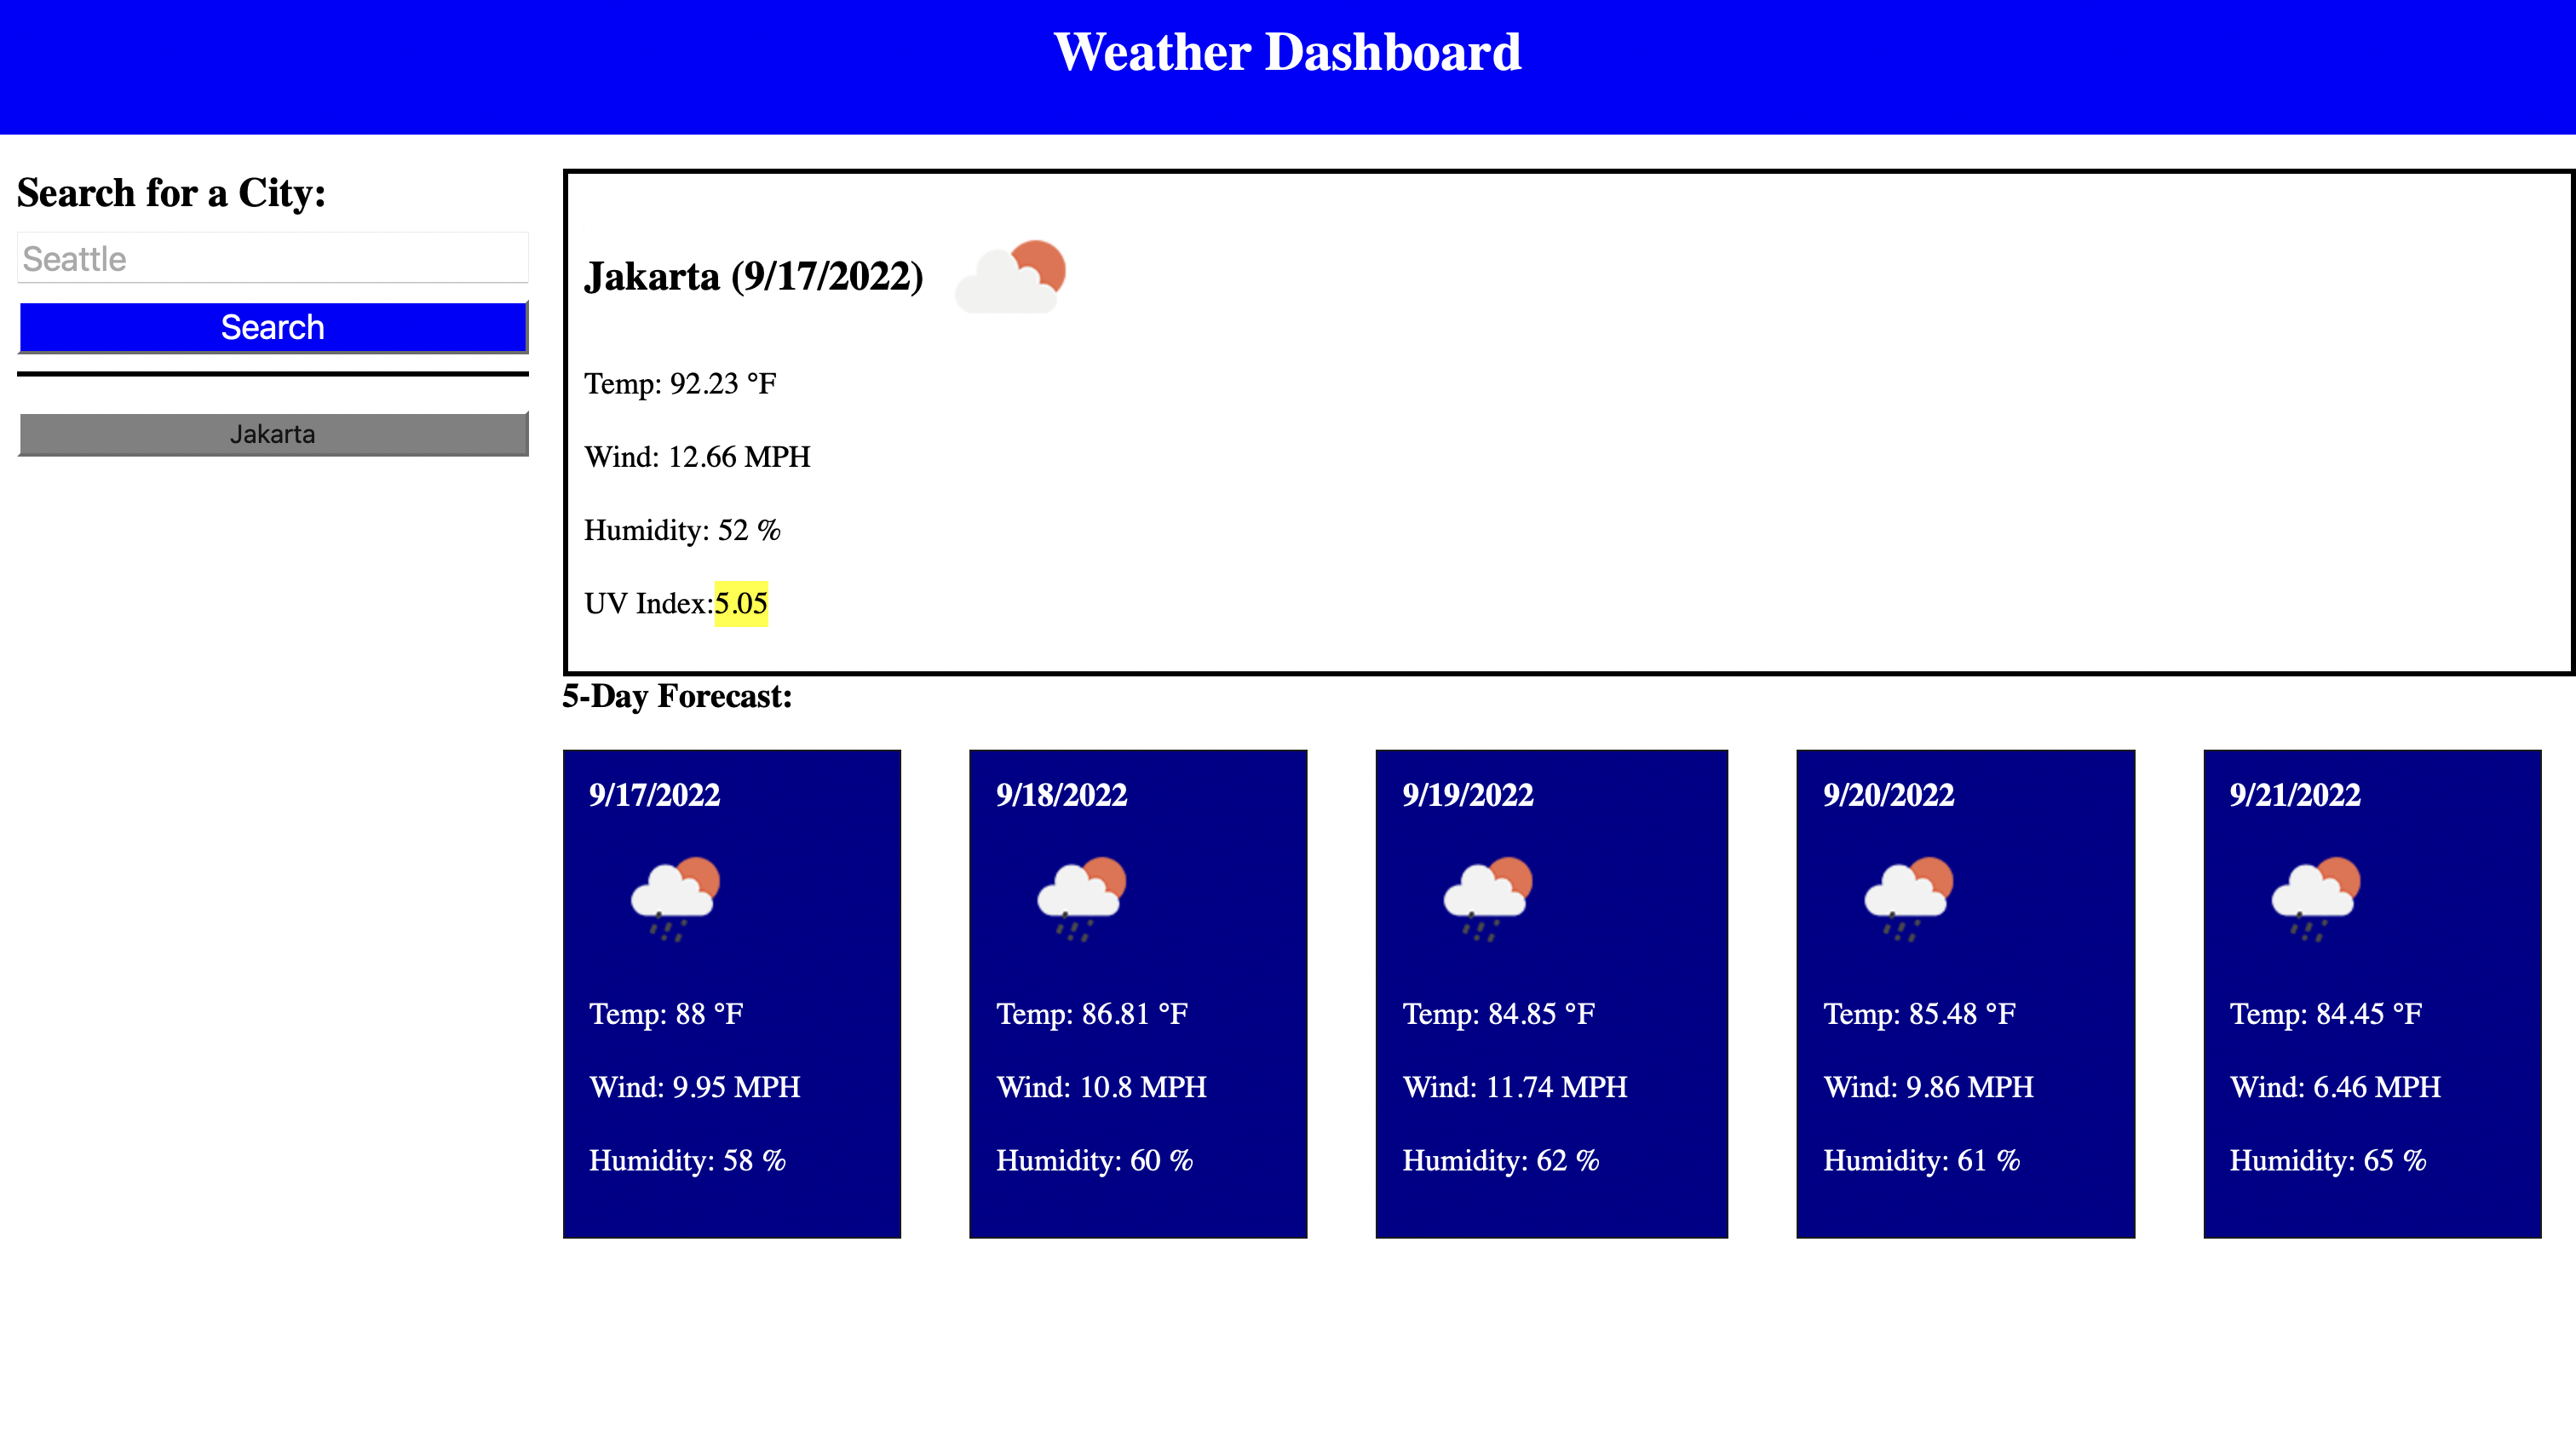 Weather Dashboard
Search for a City:
Seattle
Search
Jakarta
Jakarta (9/17/2022)
Temp: 92.23 °F
Wind: 12.66 MPH
Humidity: 52 %
UV Index:5.05
5-Day Forecast:
9/17/2022
Temp: 88 °F
Wind: 9.95 MPH
Humidity: 58 %
9/18/2022
Temp: 86.81 °F
Wind: 10.8 MPH
Humidity: 60 %
9/19/2022
Temp: 84.85 °F
Wind: 11.74 MPH
Humidity: 62 %
9/20/2022
Temp: 85.48 °F
Wind: 9.86 MPH
Humidity: 61 %
9/21/2022
Temp: 84.45 °F
Wind: 6.46 MPH
Humidity: 65 %